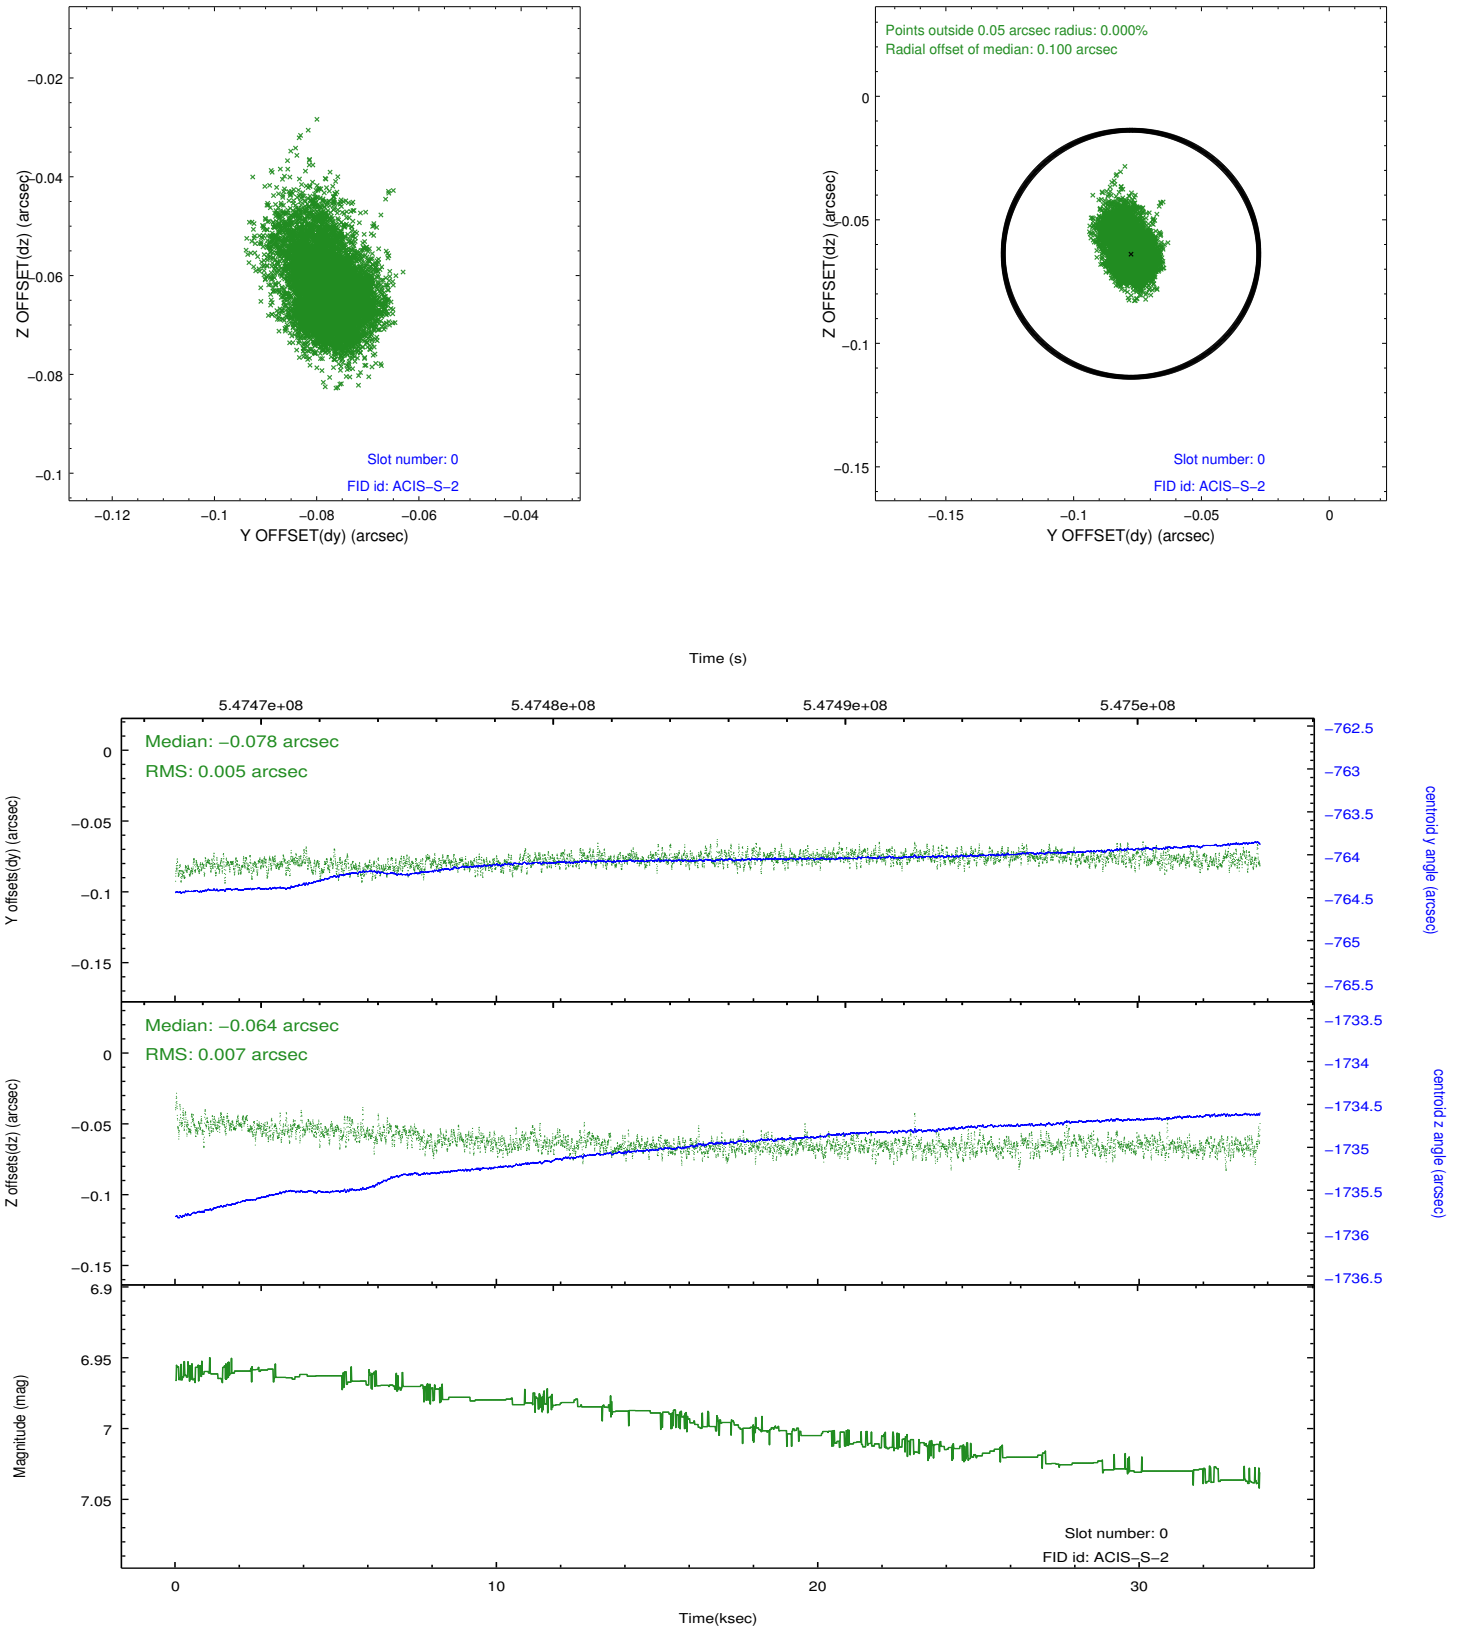 −0.02
−0.04
−0.06
−0.08
−0.1
Z OFFSET(dz) (arcsec)
Slot number: 0
FID id: ACIS−S−2
−0.12
−0.1
−0.08
−0.06
−0.04
Y OFFSET(dy) (arcsec)
Points outside 0.05 arcsec radius: 0.000%
Radial offset of median: 0.100 arcsec
0
−0.05
−0.1
−0.15
Z OFFSET(dz) (arcsec)
Slot number: 0
FID id: ACIS−S−2
−0.15
−0.1
−0.05
0
Y OFFSET(dy) (arcsec)
Time (s)
5.4747e+08
5.4748e+08
5.4749e+08
5.475e+08
Median: −0.078 arcsec
RMS: 0.005 arcsec
0
−0.05
−0.1
−0.15
Y offsets(dy) (arcsec)
−762.5
−763
−763.5
−764
−764.5
−765
−765.5
centroid y angle (arcsec)
Median: −0.064 arcsec
RMS: 0.007 arcsec
0
−0.05
−0.1
−0.15
Z offsets(dz) (arcsec)
−1733.5
−1734
−1734.5
−1735
−1735.5
−1736
−1736.5
centroid z angle (arcsec)
6.9
6.95
7
7.05
Magnitude (mag)
Slot number: 0
FID id: ACIS−S−2
0
10
20
30
Time(ksec)